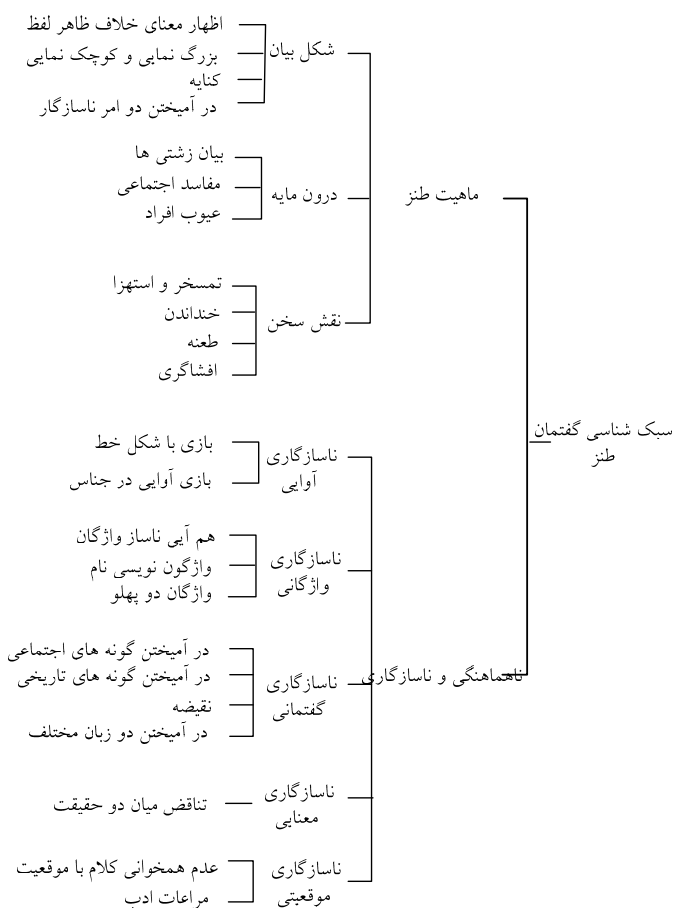 سبک شناسی گفتمان
طنز
ماهیت طنز
شکل بیان
اظهار معنای خلاف ظاهر لفظ
بزرگ نمایی و کوچک نمایی
کنایه
در آمیختن دو امر ناسازگار
درون مایه
بیان زشتی ها
مفاسد اجتماعی
عیوب افراد
نقش سخن
تمسخر و استهزا
خنداندن
طعنه
افشاگری
ناهماهنگی و ناسازگاری
ناسازگاری
آوایی
بازی با شکل خط
بازی آوایی در جناس
ناسازگاری
واژگانی
هم آیی ناساز واژگان
واژگون نویسی نام
واژگان دو پهلو
ناسازگاری
گفتمانی
در آمیختن گونه های اجتماعی
در آمیختن گونه های تاریخی
نقیضه
در آمیختن دو زبان مختلف
ناسازگاری
معنایی
تناقض میان دو حقیقت
ناسازگاری
موقعیتی
عدم همخوانی کلام با موقعیت
مراعات ادب